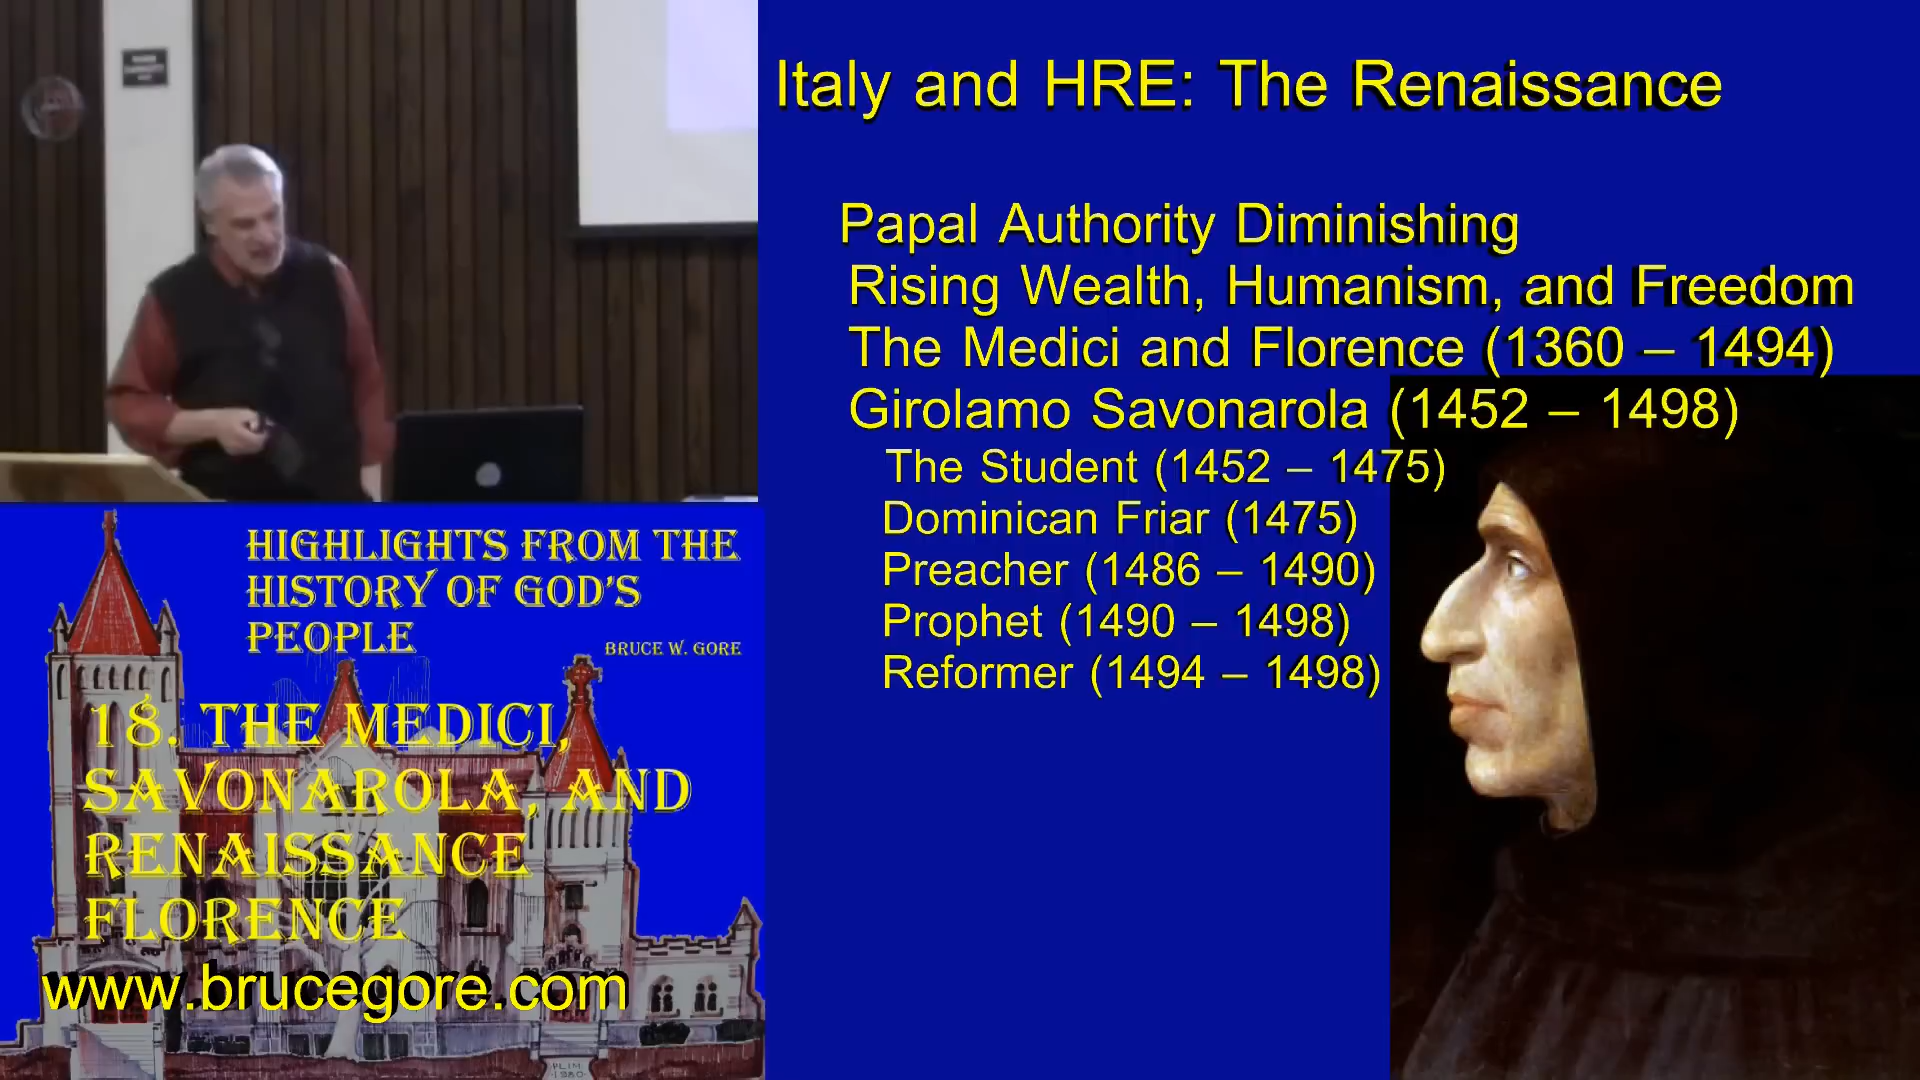 Italy and HRE: The Renaissance
Papal Authority Diminishing
Rising Wealth, Humanism, and Freedom
The Medici and Florence (1360 – 1494)
Girolamo Savonarola (1452 – 1498)
The Student (1452 – 1475)
Dominican Friar (1475)
Preacher (1486 – 1490)
Prophet (1490 – 1498)
Reformer (1494 – 1498)
HIGHLIGHTS FROM THE
HISTORY OF GOD'S
PEOPLE
BRUCE W. GORE
18. THE MEDICI,
SAVONAROLA, AND
RENAISSANCE
FLORENCE
www.brucegore.com